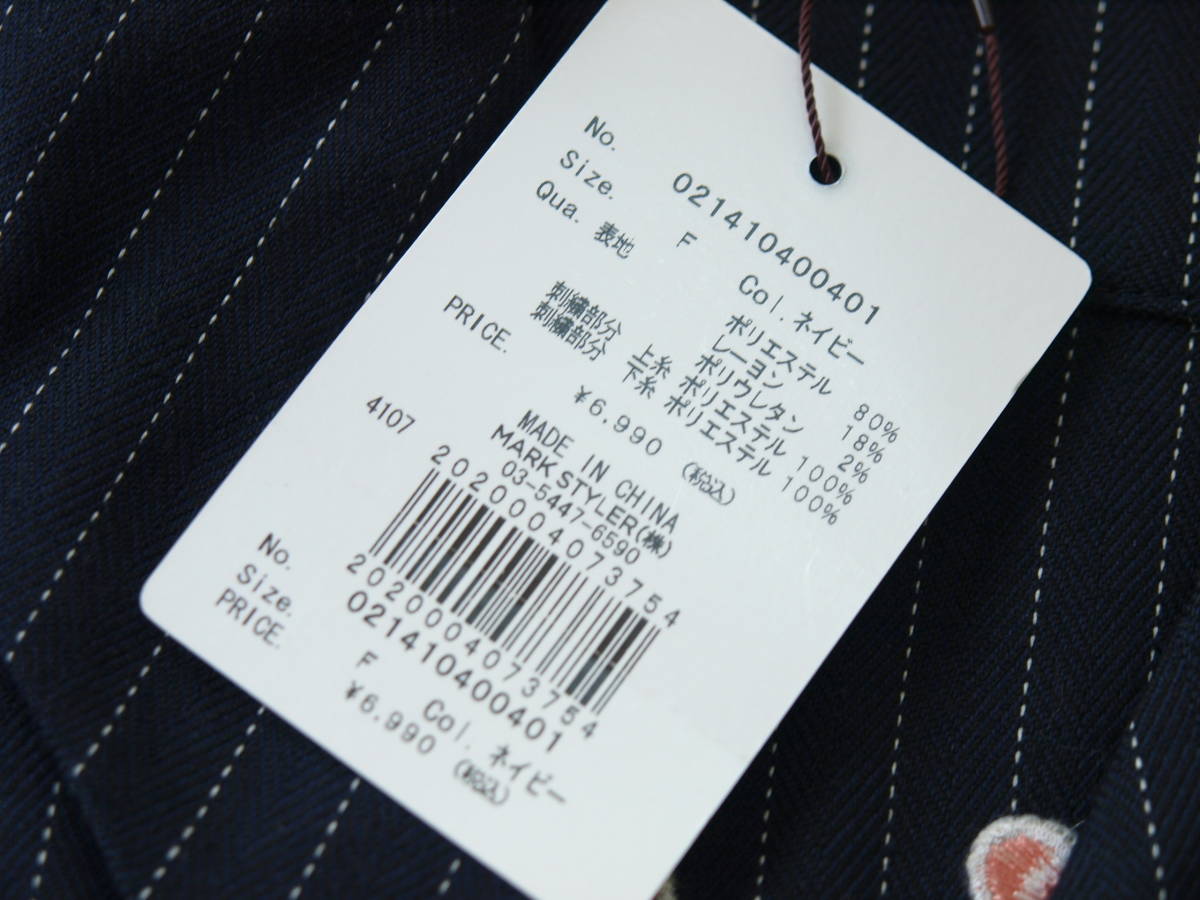 No. 021410400401
Size. F Col. ネイビー
Qua. 表地 ポリエステル 80%
レーヨン 18%
ポリウレタン 2%
刺繍部分 上糸 ポリエステル 100%
刺繍部分 下糸 ポリエステル 100%
PRICE. ¥6,990 (税込)
MADE IN CHINA
MARK STYLER(株)
03-5447-6590
4107
2020004073754
2020004073754
No. 021410400401
Size. F Col. ネイビー
PRICE. ¥6,990 (税込)